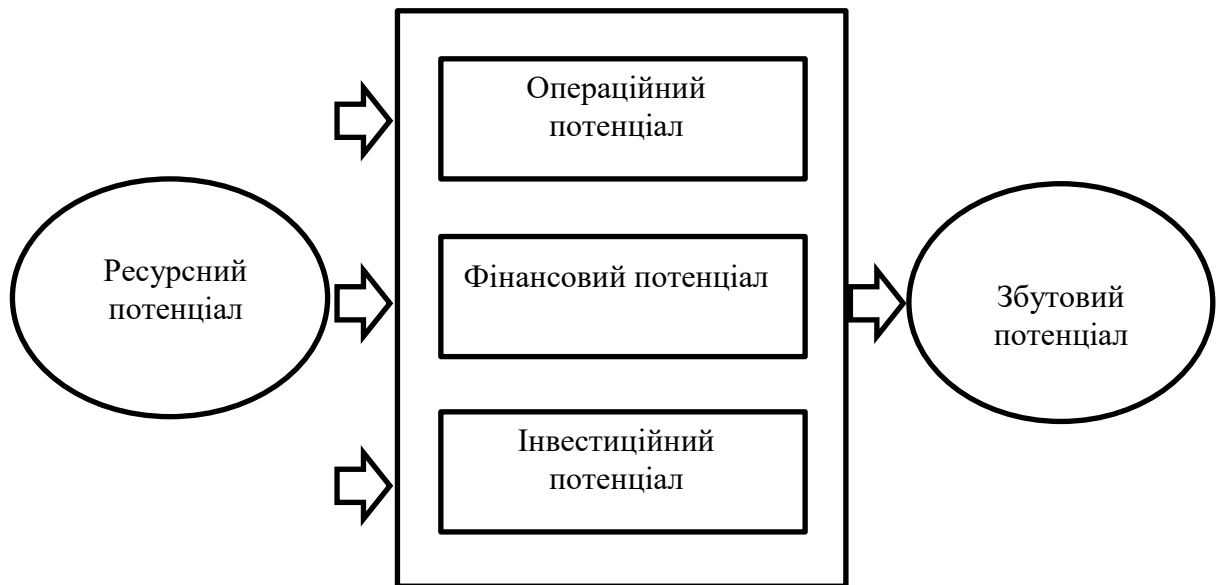 Операційний
потенціал
Ресурсний
потенціал
Фінансовий потенціал
Збутовий
потенціал
Інвестиційний
потенціал